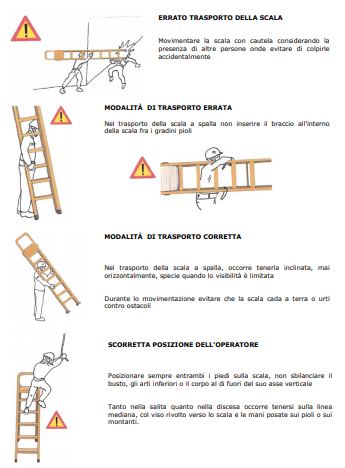 ERRATO TRASPORTO DELLA SCALA
Movimentare la scala con cautela considerando la
presenza di altre persone onde evitare di colpirle
accidentalmente
MODALITÀ DI TRASPORTO ERRATA
Nel trasporto della scala a spalla non inserire il braccio all'interno
della scala fra i gradini pioli
MODALITÀ DI TRASPORTO CORRETTA
Nel trasporto della scala a spalla, occorre tenerla inclinata, mai
orizzontalmente, specie quando lo visibilità è limitata
Durante lo movimentazione evitare che la scala cada a terra o urti
contro ostacoli
SCORRETTA POSIZIONE DELL'OPERATORE
Posizionare sempre entrambi i piedi sulla scala, non sbilanciare il
busto, gli arti inferiori o il corpo al di fuori del suo asse verticale
Tanto nella salita quanto nella discesa occorre tenersi sulla linea
mediana, col viso rivolto verso lo scala e le mani posate sui pioli o sui
montanti.